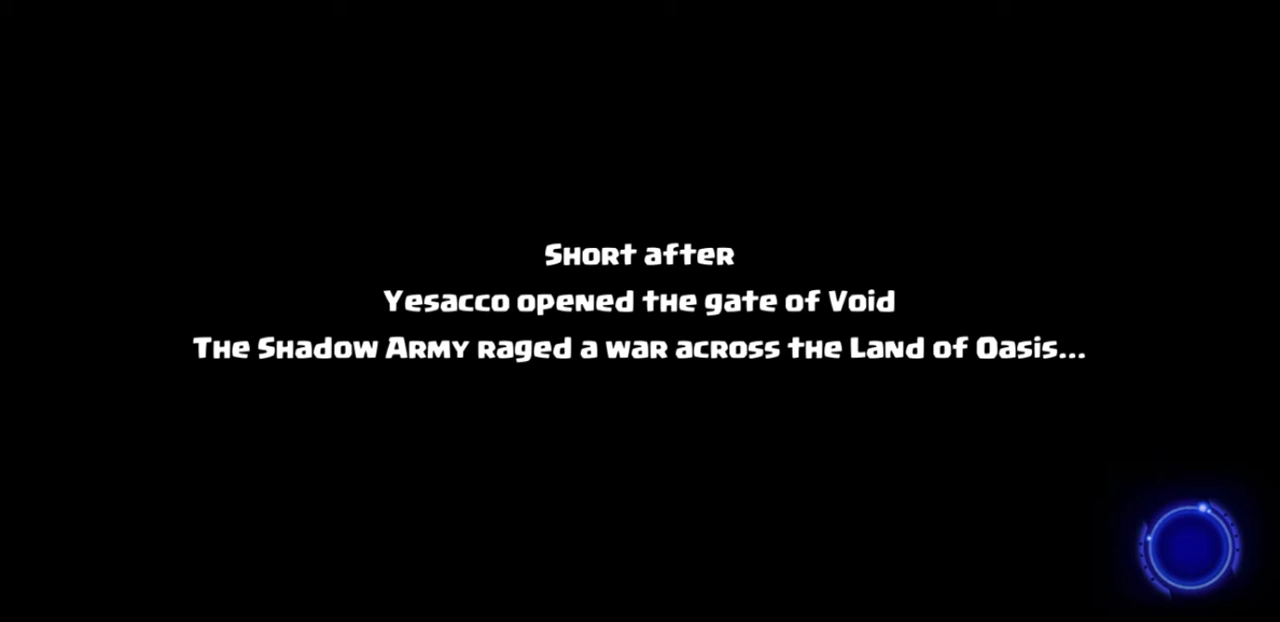 Short after
Yesacco opened the gate of Void
The Shadow Army raged a war across the Land of Oasis...